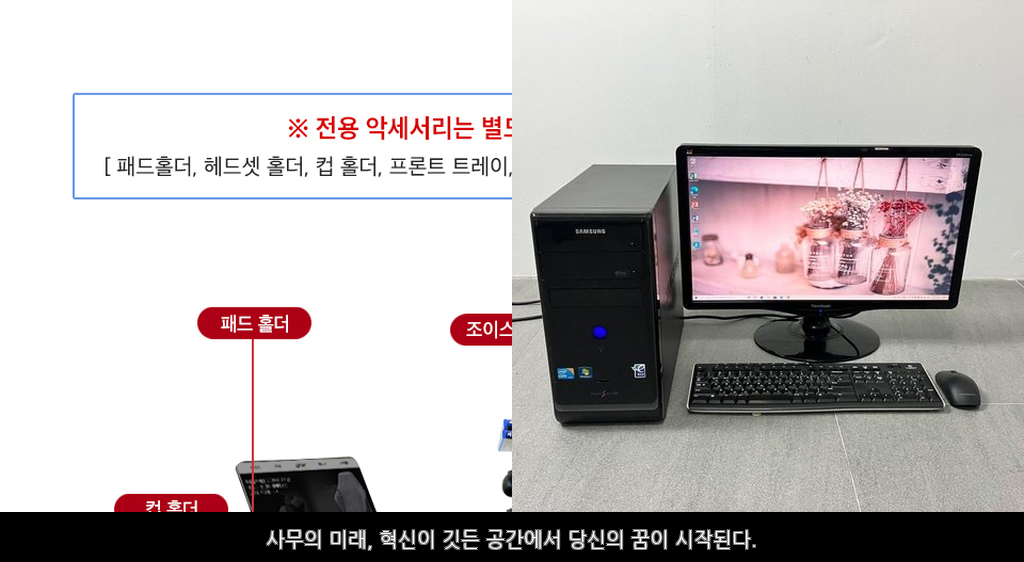 ※ 전용 악세서리는 별도
[ 패드홀더, 헤드셋 홀더, 컵 홀더, 프론트 트레이,
패드 홀더
조이스
컵 홀더
SAMSUNG
ViewSonic
사무의 미래, 혁신이 깃든 공간에서 당신의 꿈이 시작된다.